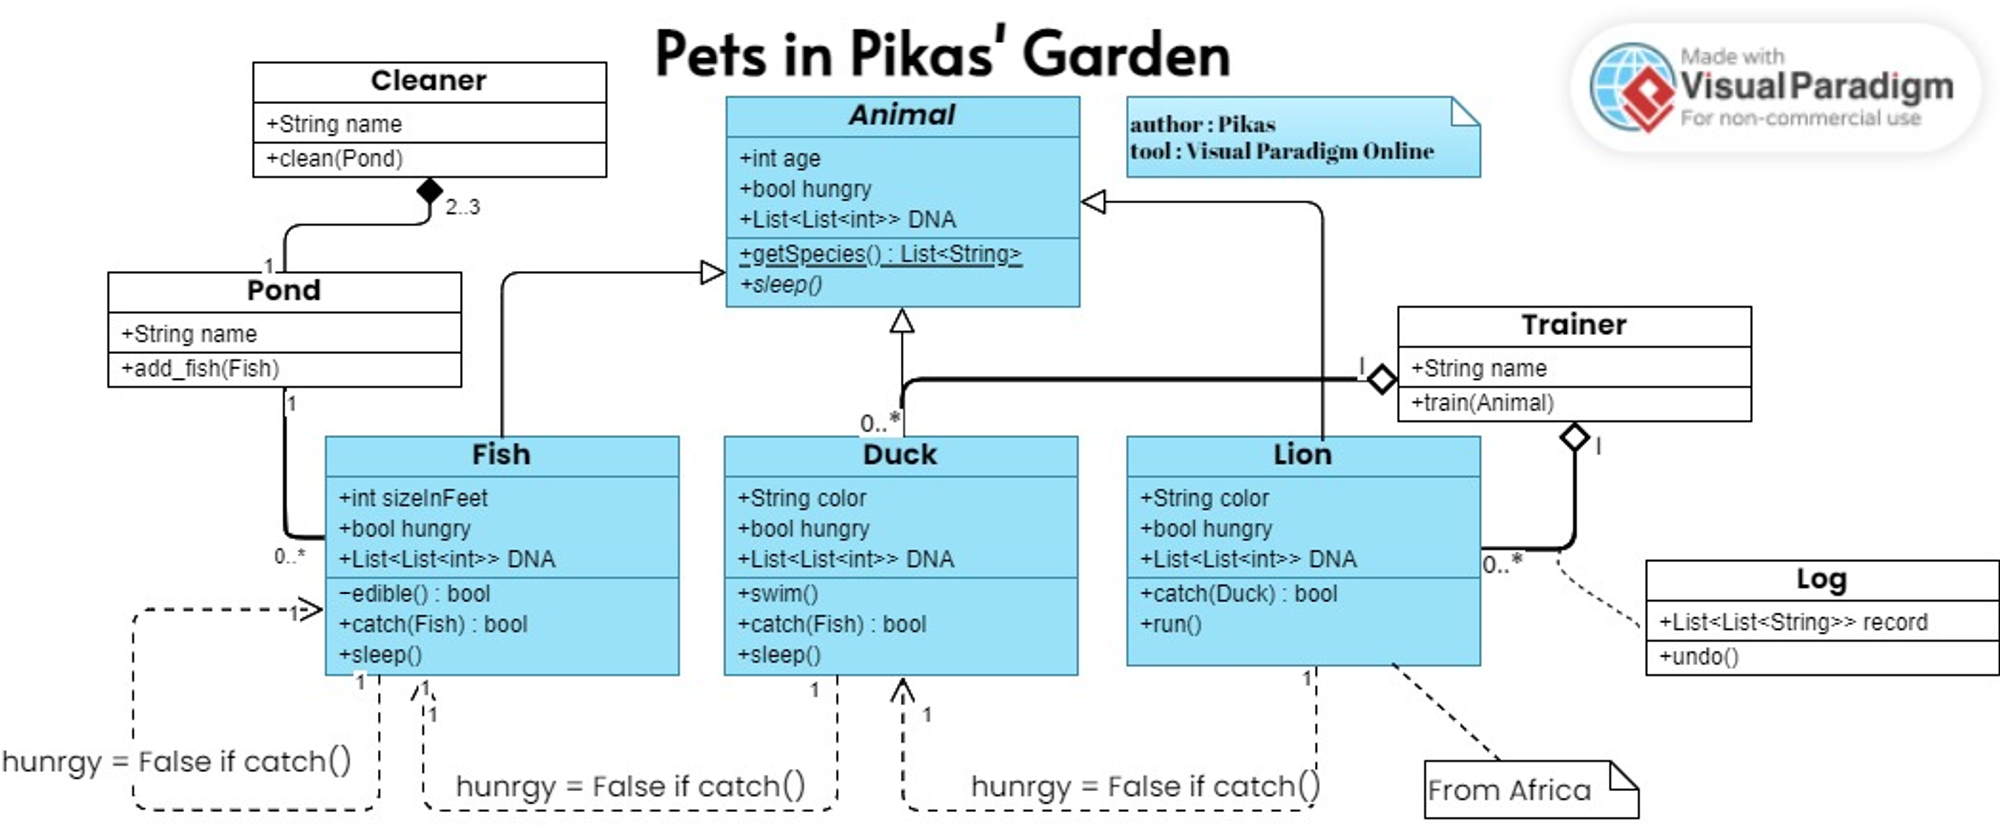 Pets in Pikas' Garden
Made with
Visual Paradigm
For non-commercial use
Cleaner
+String name
+clean(Pond)
2..3
1
Animal
+int age
+bool hungry
+List<List<int>> DNA
+getSpecies() : List<String>
+sleep()
author : Pikas
tool : Visual Paradigm Online
Pond
+String name
+add_fish(Fish)
1
0..*
Trainer
+String name
+train(Animal)
1
0..*
1
0..*
Fish
+int sizeInFeet
+bool hungry
+List<List<int>> DNA
−edible() : bool
+catch(Fish) : bool
+sleep()
Duck
+String color
+bool hungry
+List<List<int>> DNA
+swim()
+catch(Fish) : bool
+sleep()
Lion
+String color
+bool hungry
+List<List<int>> DNA
+catch(Duck) : bool
+run()
Log
+List<List<String>> record
+undo()
1
1
1
1
1
1
1
hunrgy = False if catch()
hunrgy = False if catch()
hunrgy = False if catch()
From Africa